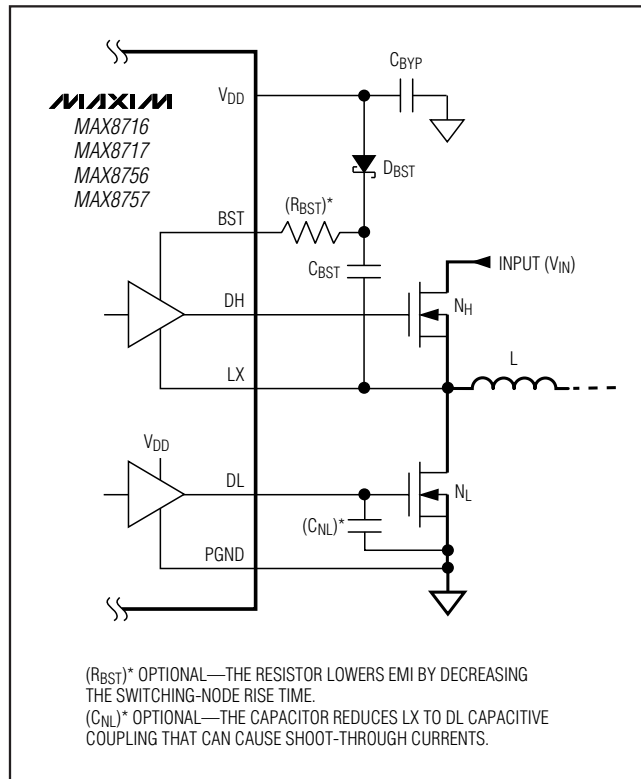 CBYP
VDD
MAXIM
MAX8716
MAX8717
MAX8756
MAX8757
DBST
(RBST)*
BST
CBST
INPUT (VIN)
DH
NH
L
LX
VDD
DL
NL
(CNL)*
PGND
(RBST)* OPTIONAL—THE RESISTOR LOWERS EMI BY DECREASING
THE SWITCHING-NODE RISE TIME.
(CNL)* OPTIONAL—THE CAPACITOR REDUCES LX TO DL CAPACITIVE
COUPLING THAT CAN CAUSE SHOOT-THROUGH CURRENTS.